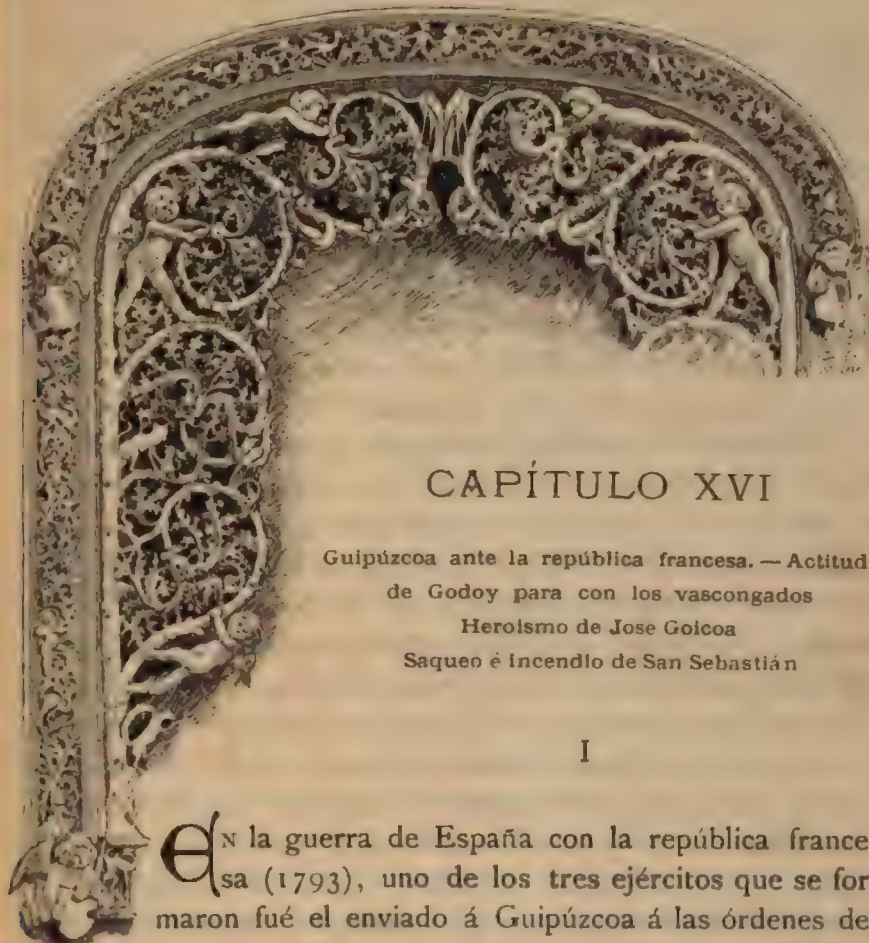 CAPÍTULO XVI
Guipúzcoa ante la república francesa. — Actitud
de Godoy para con los vascongados
Heroismo de Jose Goicoa
Saqueo é incendio de San Sebastián
I
EN la guerra de España con la república france
sa (1793), uno de los tres ejércitos que se for
maron fué el enviado á Guipúzcoa á las órdenes de